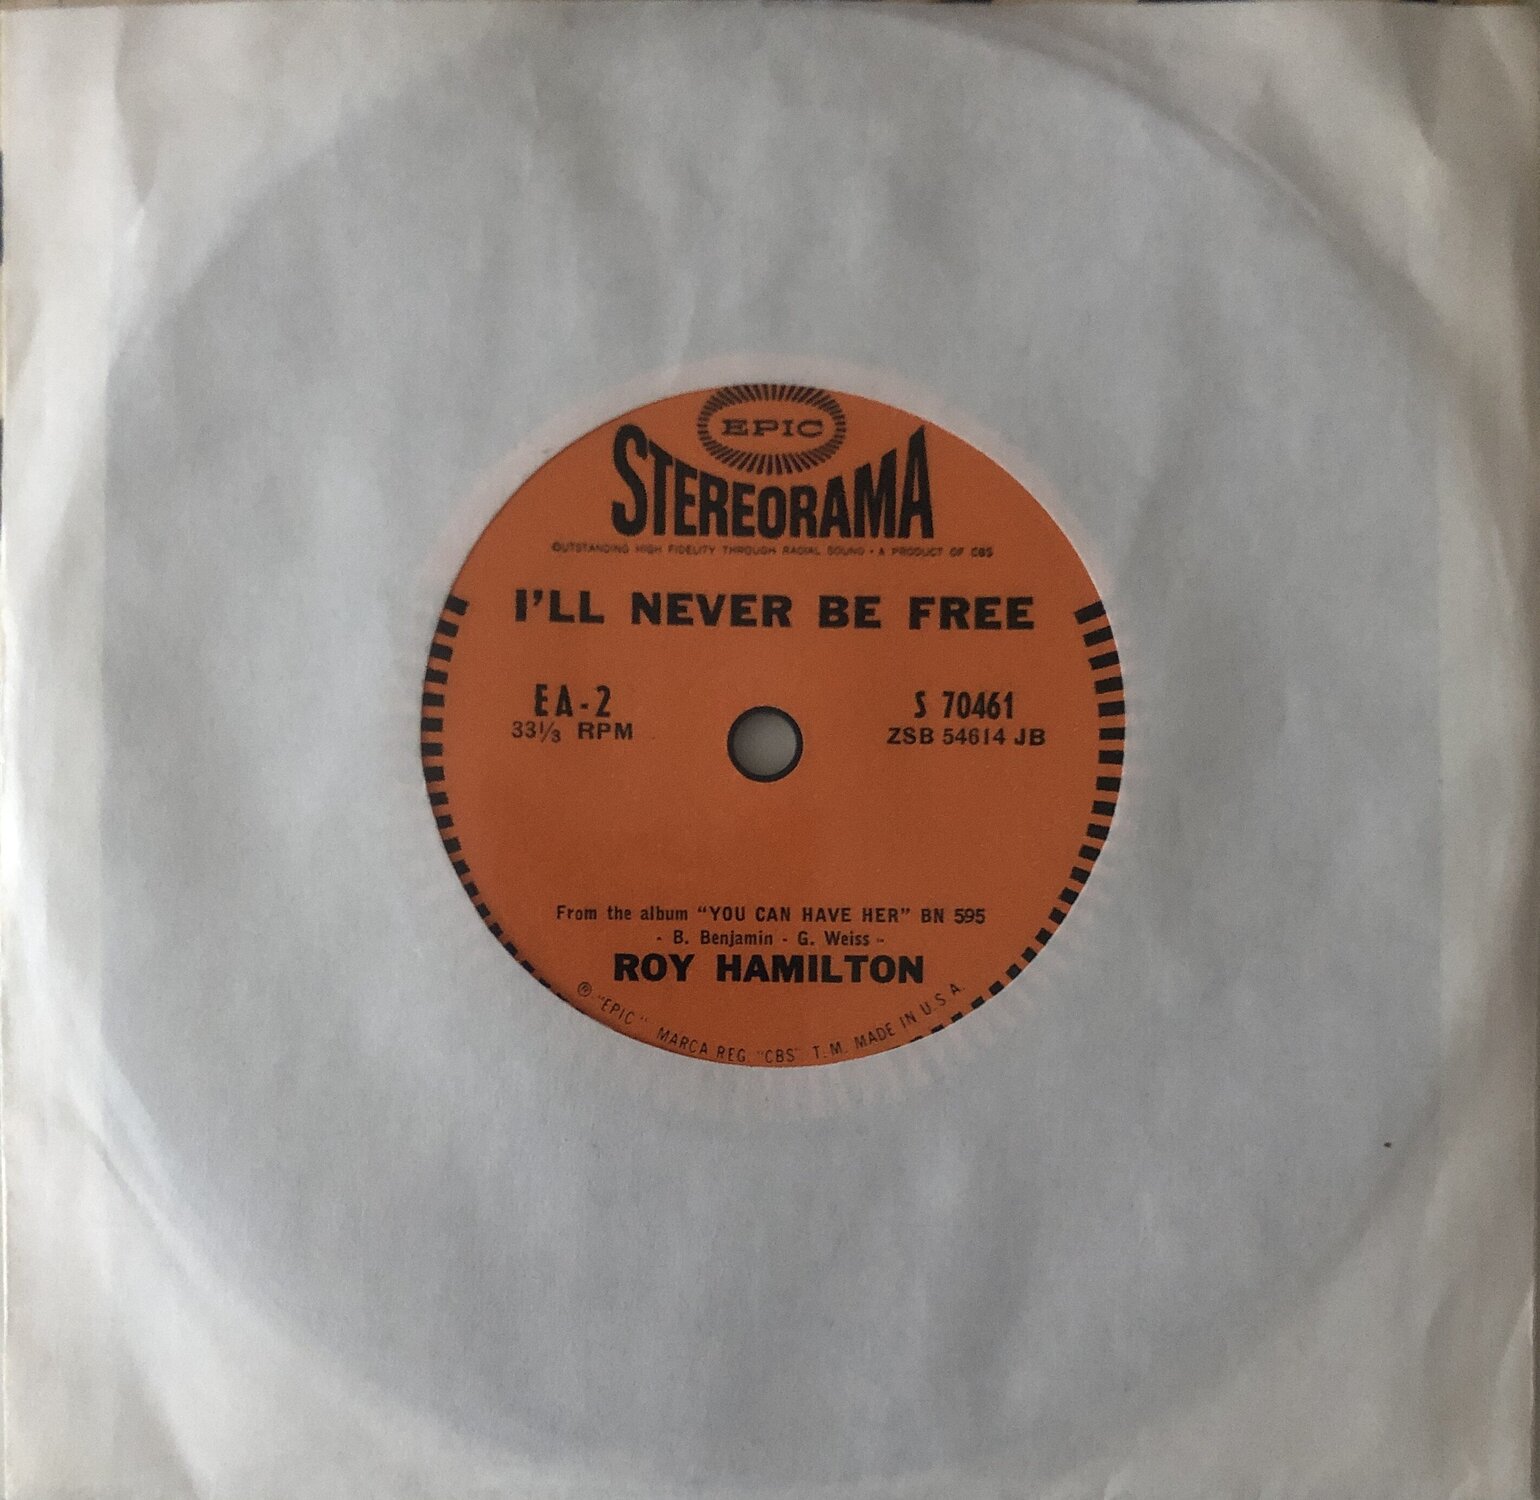 EPIC
STEREORAMA
OUTSTANDING HIGH FIDELITY THROUGH RADIAL SOUND • A PRODUCT OF CBS
I'LL NEVER BE FREE
EA-2
33⅓ RPM
S 70461
ZSB 54614 JB
From the album "YOU CAN HAVE HER" BN 595
- B. Benjamin - G. Weiss -
ROY HAMILTON
® "EPIC" MARCA REG. "CBS" T.M. MADE IN U.S.A.